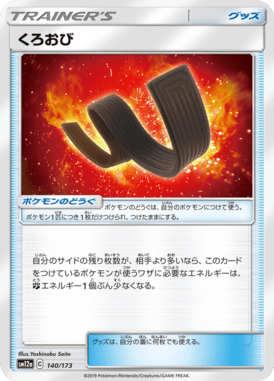 TRAINER'S グッズ
くろおび
ポケモンのどうぐ
ポケモンのどうぐは、自分のポケモンにつけて使う。
ポケモン1匹につき1枚だけつけられ、つけたままにする。
自分のサイドの残り枚数が、相手より多いなら、このカード
をつけているポケモンが使うワザに必要なエネルギーは、
エネルギー1個ぶん少なくなる。
Illus. Yoshinobu Saito
sm12a C 140/173
グッズは、自分の番に何枚でも使える。
©2019 Pokémon/Nintendo/Creatures/GAME FREAK.